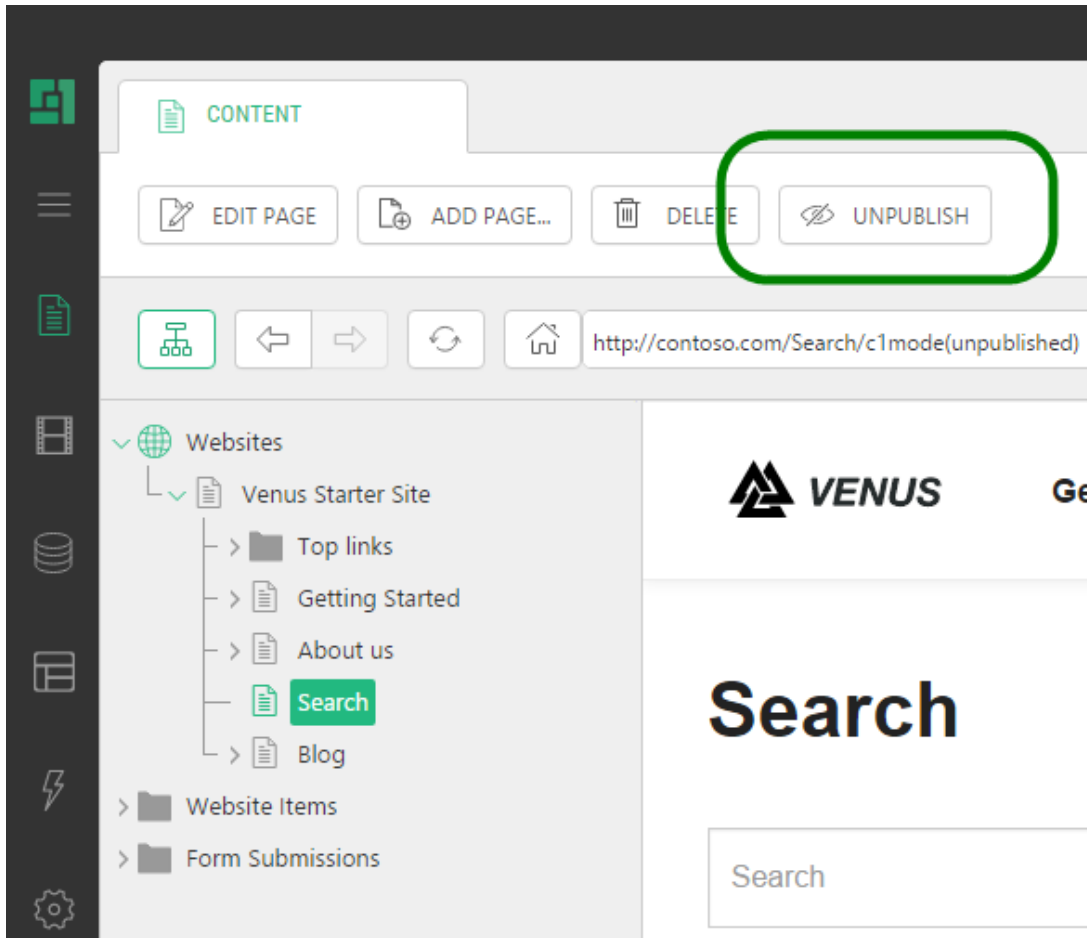 CONTENT
EDIT PAGE ADD PAGE... DELETE UNPUBLISH
http://contoso.com/Search/c1mode(unpublished)
Websites
Venus Starter Site
Top links
Getting Started
About us
Search
Blog
Website Items
Form Submissions
VENUS Ge
Search
Search